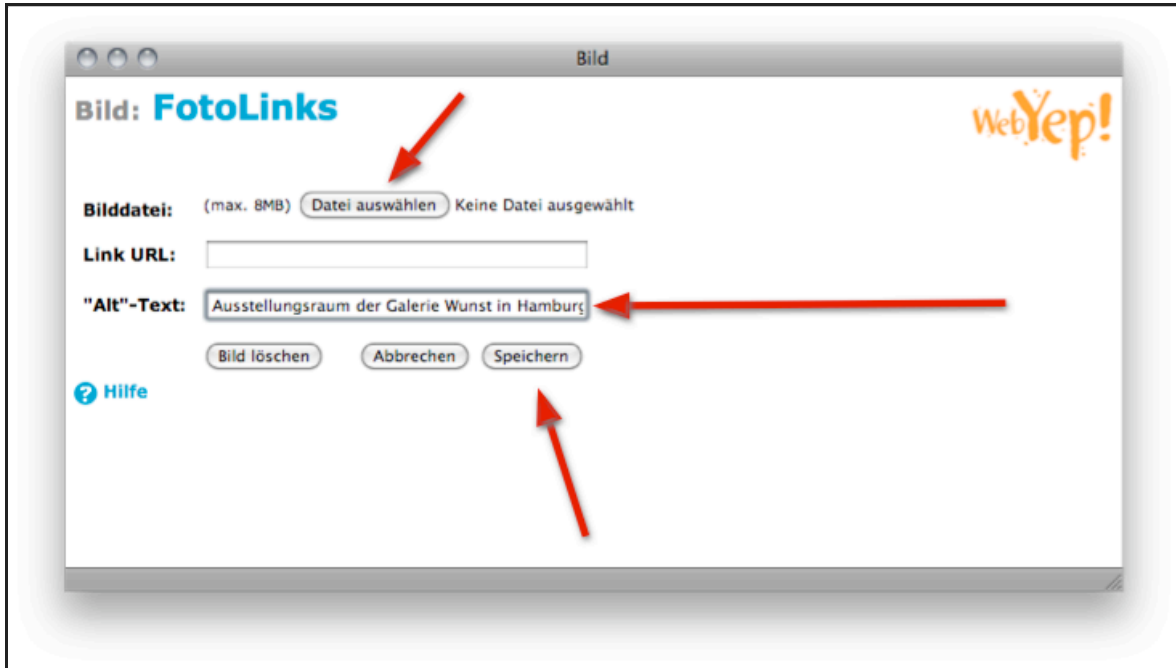 Bild
Bild: FotoLinks
WebYep!
Bilddatei: (max. 8MB) Datei auswählen Keine Datei ausgewählt
Link URL:
"Alt"-Text: Ausstellungsraum der Galerie Wunst in Hamburg
Bild löschen Abbrechen Speichern
? Hilfe